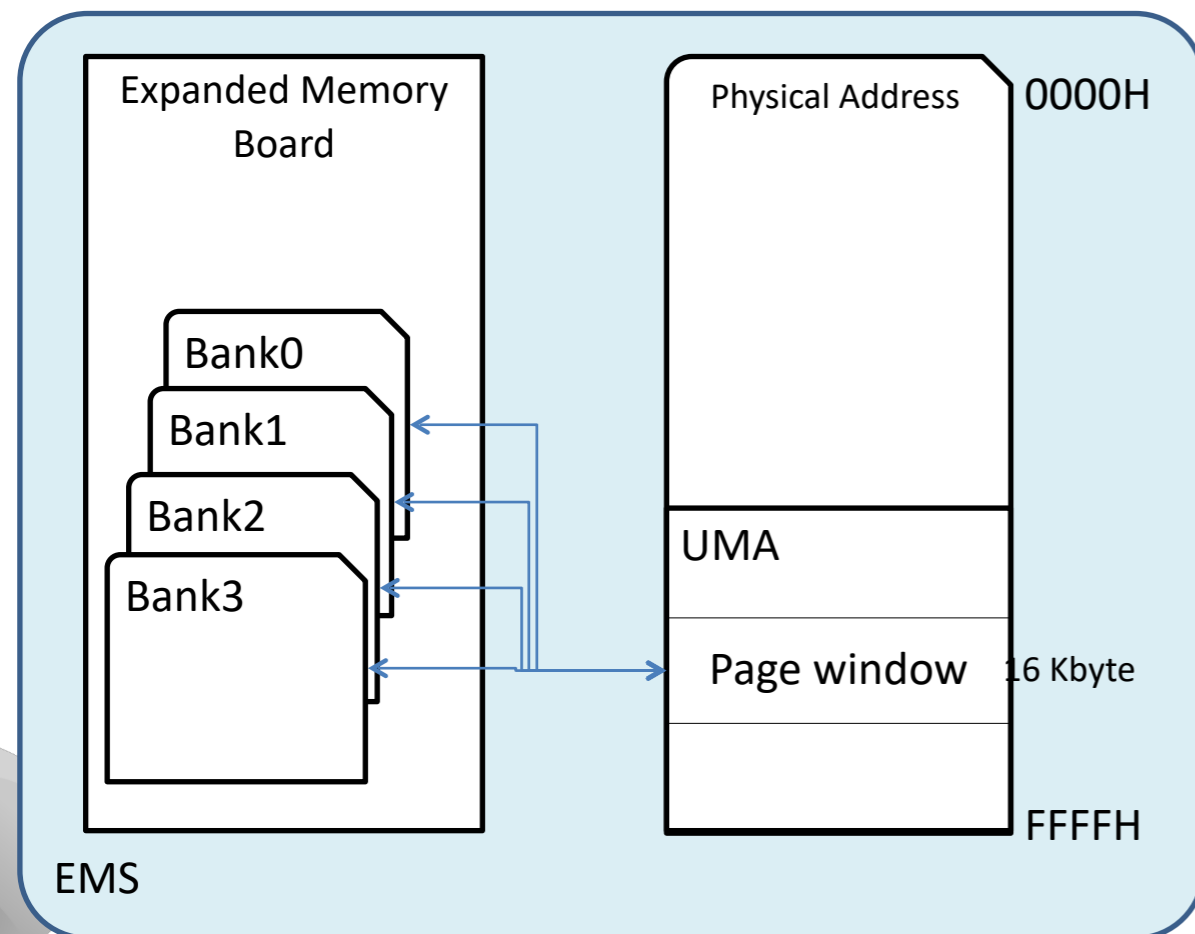 Expanded Memory
Board
Bank0
Bank1
Bank2
Bank3
EMS
Physical Address
0000H
UMA
Page window
16 Kbyte
FFFFH